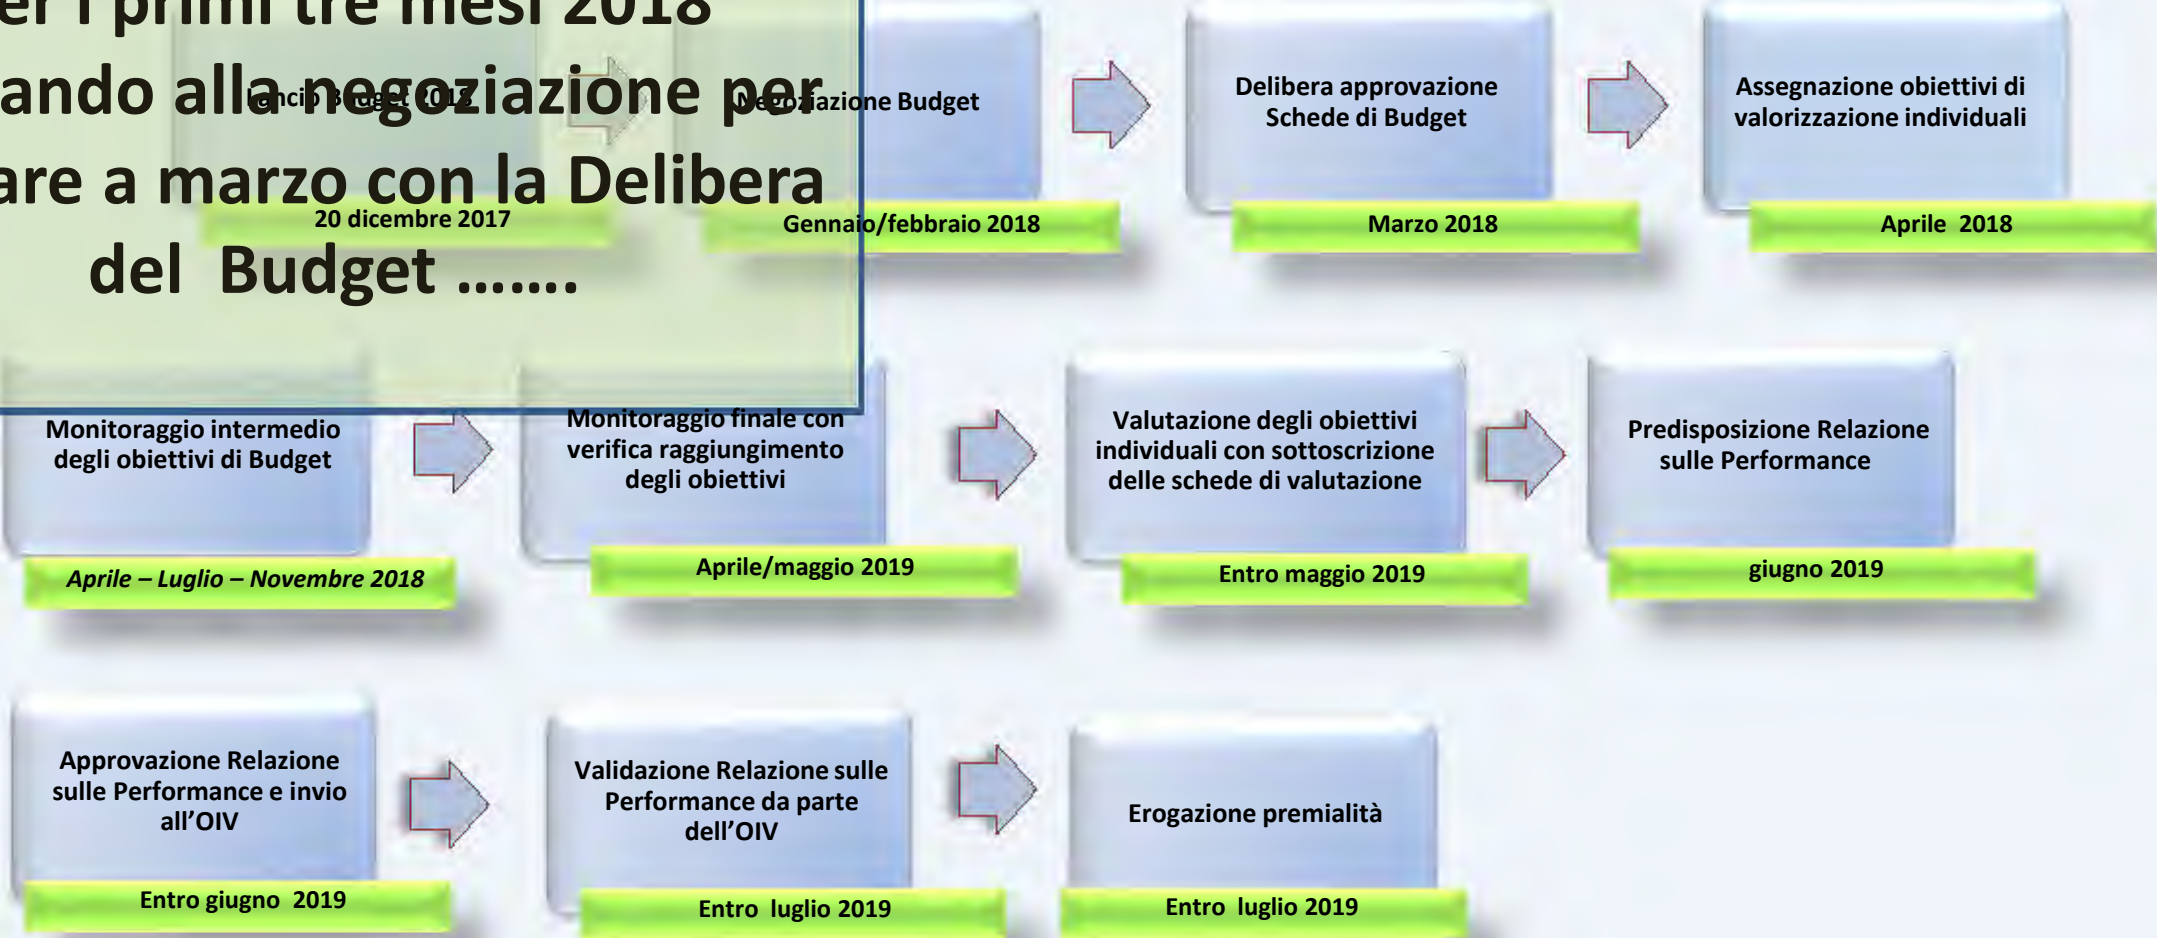 er i primi tre mesi 2018
ando alla negoziazione per
are a marzo con la Delibera
del Budget .......
Lancio Budget 2018
20 dicembre 2017
Negoziazione Budget
Gennaio/febbraio 2018
Delibera approvazione
Schede di Budget
Marzo 2018
Assegnazione obiettivi di
valorizzazione individuali
Aprile 2018
Monitoraggio intermedio
degli obiettivi di Budget
Aprile – Luglio – Novembre 2018
Monitoraggio finale con
verifica raggiungimento
degli obiettivi
Aprile/maggio 2019
Valutazione degli obiettivi
individuali con sottoscrizione
delle schede di valutazione
Entro maggio 2019
Predisposizione Relazione
sulle Performance
giugno 2019
Approvazione Relazione
sulle Performance e invio
all’OIV
Entro giugno 2019
Validazione Relazione sulle
Performance da parte
dell’OIV
Entro luglio 2019
Erogazione premialità
Entro luglio 2019